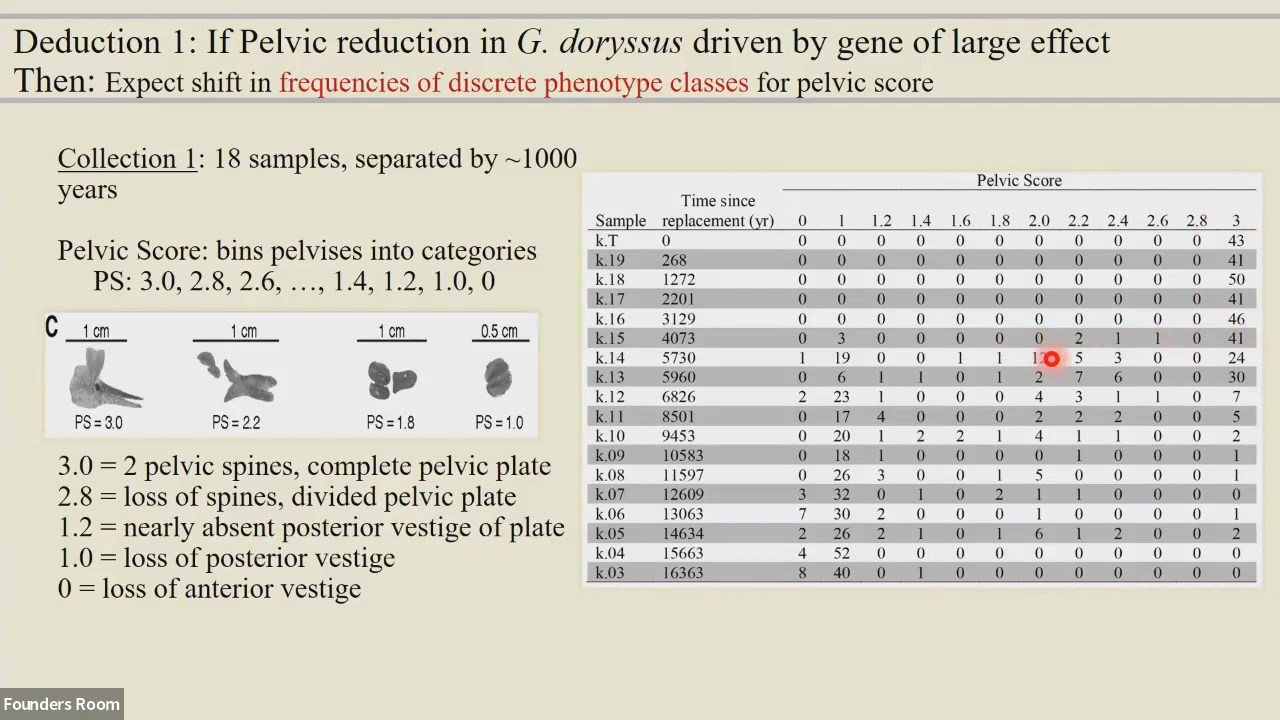 Deduction 1: If Pelvic reduction in G. doryssus driven by gene of large effect
Then: Expect shift in frequencies of discrete phenotype classes for pelvic score
Collection 1: 18 samples, separated by ~1000
years
Pelvic Score: bins pelvises into categories
PS: 3.0, 2.8, 2.6, …, 1.4, 1.2, 1.0, 0
C 1 cm 1 cm 1 cm 0.5 cm
PS = 3.0 PS = 2.2 PS = 1.8 PS = 1.0
3.0 = 2 pelvic spines, complete pelvic plate
2.8 = loss of spines, divided pelvic plate
1.2 = nearly absent posterior vestige of plate
1.0 = loss of posterior vestige
0 = loss of anterior vestige
Pelvic Score
Time since
Sample replacement (yr) 0 1 1.2 1.4 1.6 1.8 2.0 2.2 2.4 2.6 2.8 3
k.T 0 0 0 0 0 0 0 0 0 0 0 0 43
k.19 268 0 0 0 0 0 0 0 0 0 0 0 41
k.18 1272 0 0 0 0 0 0 0 0 0 0 0 50
k.17 2201 0 0 0 0 0 0 0 0 0 0 0 41
k.16 3129 0 0 0 0 0 0 0 0 0 0 0 46
k.15 4073 0 3 0 0 0 0 0 2 1 1 0 41
k.14 5730 1 19 0 0 1 1 5 3 0 0 24
k.13 5960 0 6 1 1 0 1 2 7 6 0 0 30
k.12 6826 2 23 1 0 0 0 4 3 1 1 0 7
k.11 8501 0 17 4 0 0 0 2 2 2 0 0 5
k.10 9453 0 20 1 2 2 1 4 1 1 0 0 2
k.09 10583 0 18 1 0 0 0 0 1 0 0 0 1
k.08 11597 0 26 3 0 0 1 5 0 0 0 0 1
k.07 12609 3 32 0 1 0 2 1 1 0 0 0 0
k.06 13063 7 30 2 0 0 0 1 0 0 0 0 1
k.05 14634 2 26 2 1 0 1 6 1 2 0 0 2
k.04 15663 4 52 0 0 0 0 0 0 0 0 0 0
k.03 16363 8 40 0 1 0 0 0 0 0 0 0 0
Founders Room